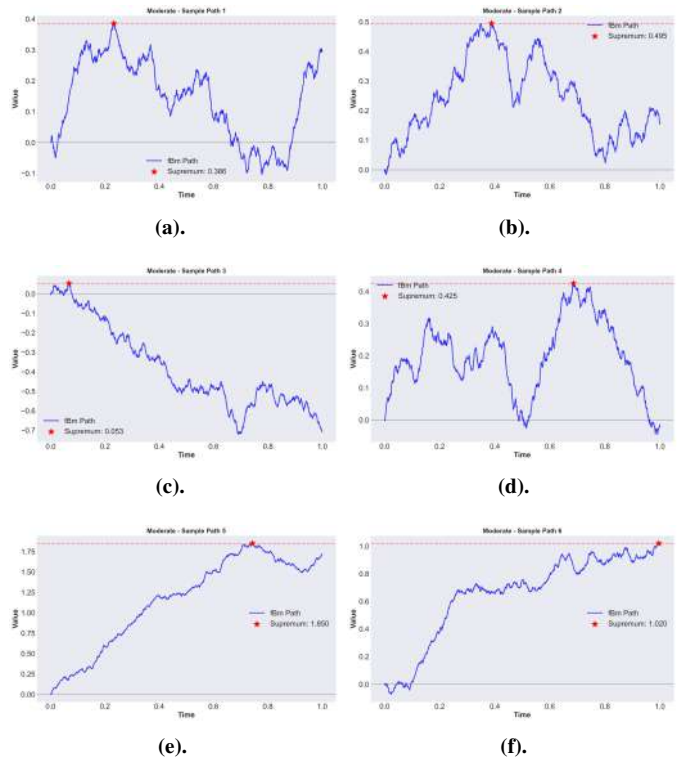 Moderate - Sample Path 1
Moderate - Sample Path 2
0.4
0.3
0.2
0.1
0.0
−0.1
Value
fBm Path
Supremum: 0.386
0.0 0.2 0.4 0.6 0.8 1.0
Time
0.5
0.4
0.3
0.2
0.1
0.0
Value
fBm Path
Supremum: 0.495
0.0 0.2 0.4 0.6 0.8 1.0
Time
(a).
(b).
Moderate - Sample Path 3
Moderate - Sample Path 4
0.0
−0.1
−0.2
−0.3
−0.4
−0.5
−0.6
−0.7
Value
fBm Path
Supremum: 0.053
0.0 0.2 0.4 0.6 0.8 1.0
Time
0.4
0.3
0.2
0.1
0.0
Value
fBm Path
Supremum: 0.425
0.0 0.2 0.4 0.6 0.8 1.0
Time
(c).
(d).
Moderate - Sample Path 5
Moderate - Sample Path 6
1.75
1.50
1.25
1.00
0.75
0.50
0.25
0.00
Value
fBm Path
Supremum: 1.850
0.0 0.2 0.4 0.6 0.8 1.0
Time
1.0
0.8
0.6
0.4
0.2
0.0
Value
fBm Path
Supremum: 1.020
0.0 0.2 0.4 0.6 0.8 1.0
Time
(e).
(f).